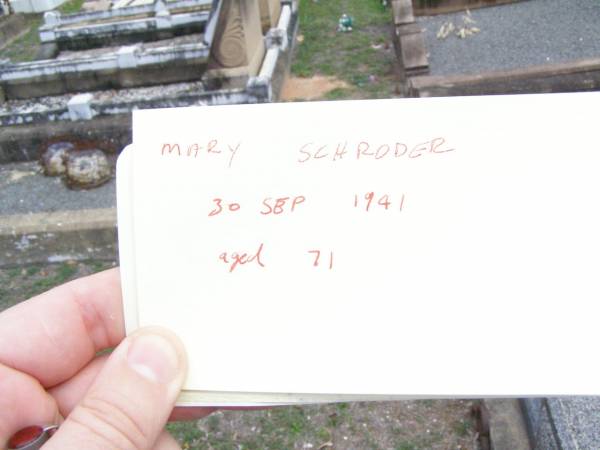 MARY SCHRODER
30 SEP 1941
aged 71